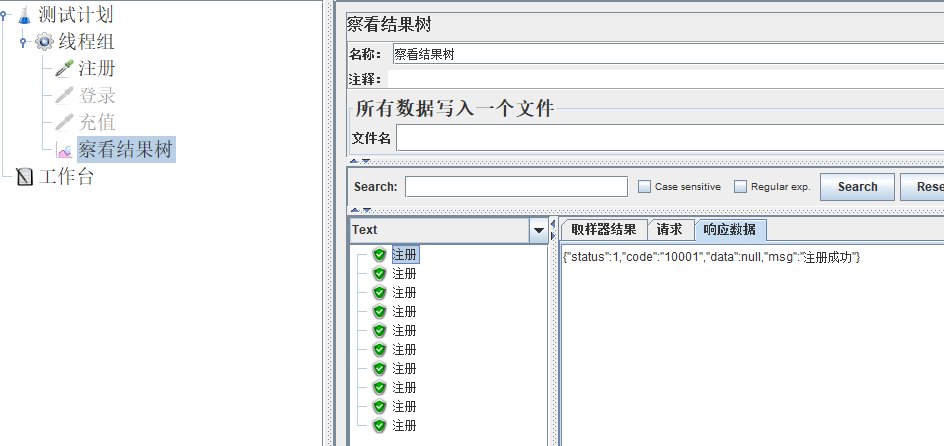 测试计划
线程组
注册
登录
充值
察看结果树
工作台
察看结果树
名称： 察看结果树
注释：
所有数据写入一个文件
文件名
Search: Case sensitive Regular exp. Search Rese
Text
取样器结果 请求 响应数据
注册
注册
注册
注册
注册
注册
注册
注册
注册
注册
{"status":1,"code":"10001","data":null,"msg":"注册成功"}